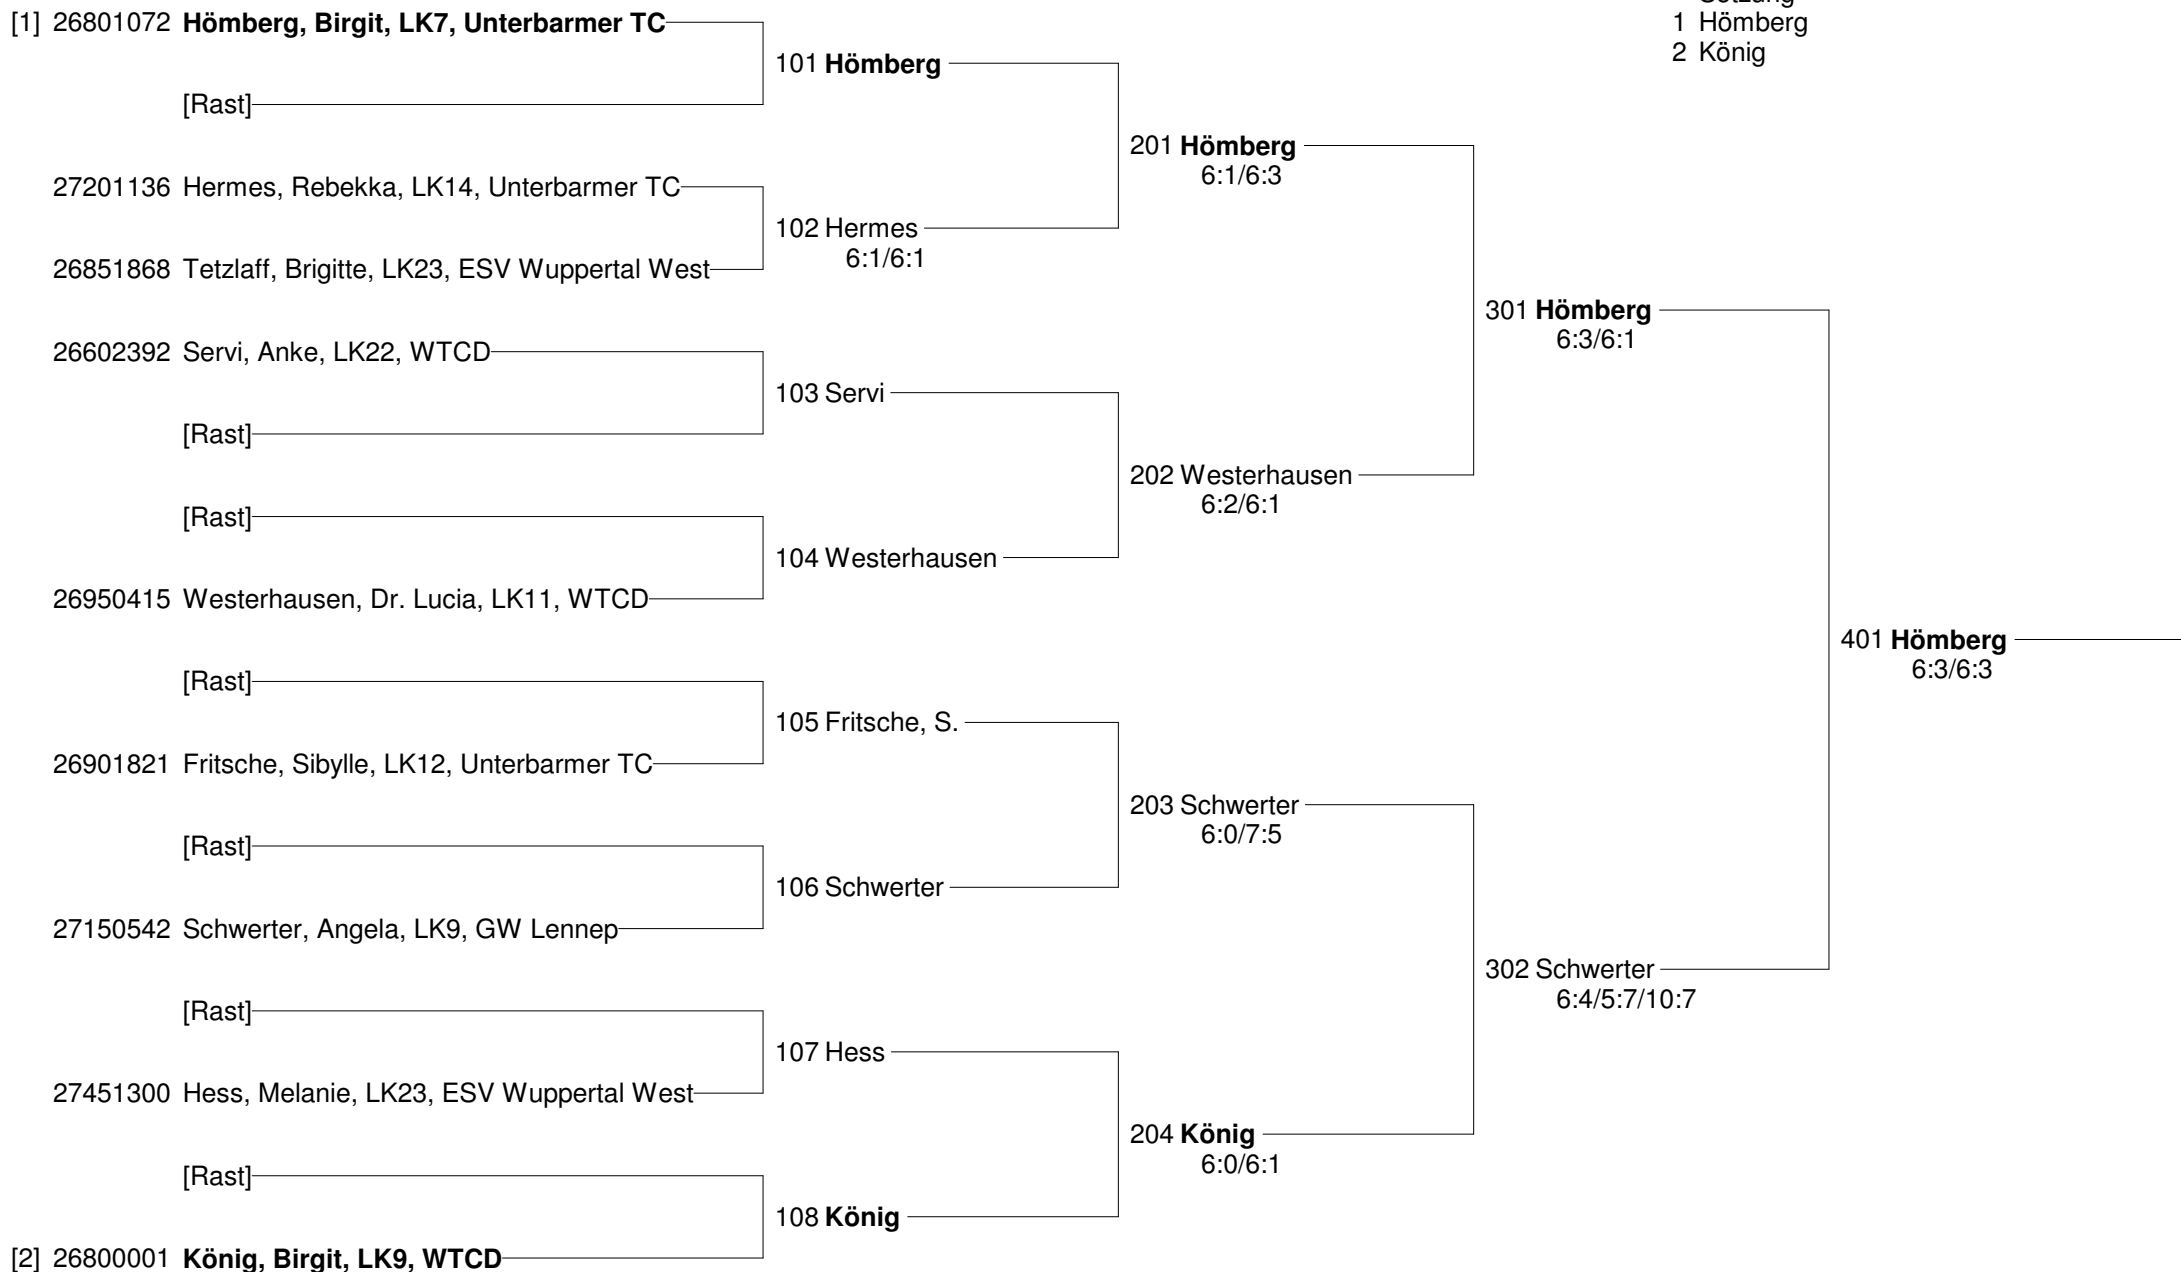 Setzung
[1] 26801072 Hömberg, Birgit, LK7, Unterbarmer TC
1 Hömberg
2 König
101 Hömberg
[Rast]
201 Hömberg
6:1/6:3
27201136 Hermes, Rebekka, LK14, Unterbarmer TC
102 Hermes
6:1/6:1
26851868 Tetzlaff, Brigitte, LK23, ESV Wuppertal West
301 Hömberg
6:3/6:1
26602392 Servi, Anke, LK22, WTCD
103 Servi
[Rast]
202 Westerhausen
6:2/6:1
[Rast]
104 Westerhausen
26950415 Westerhausen, Dr. Lucia, LK11, WTCD
401 Hömberg
6:3/6:3
[Rast]
105 Fritsche, S.
26901821 Fritsche, Sibylle, LK12, Unterbarmer TC
203 Schwerter
6:0/7:5
[Rast]
106 Schwerter
27150542 Schwerter, Angela, LK9, GW Lennep
302 Schwerter
6:4/5:7/10:7
[Rast]
107 Hess
27451300 Hess, Melanie, LK23, ESV Wuppertal West
204 König
6:0/6:1
[Rast]
108 König
[2] 26800001 König, Birgit, LK9, WTCD